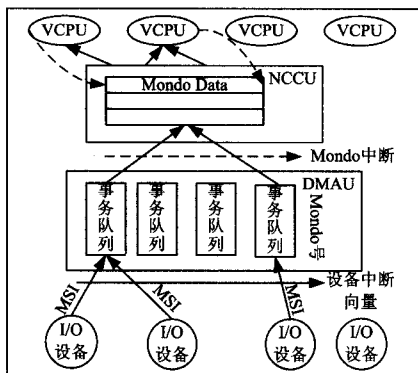 VCPU VCPU VCPU VCPU
NCCU
Mondo Data
Mondo中断
DMAU
事务队列 事务队列 事务队列 事务队列
Mondo号
设备中断
向量
MSI MSI MSI
I/O I/O I/O I/O
设备 设备 设备 设备